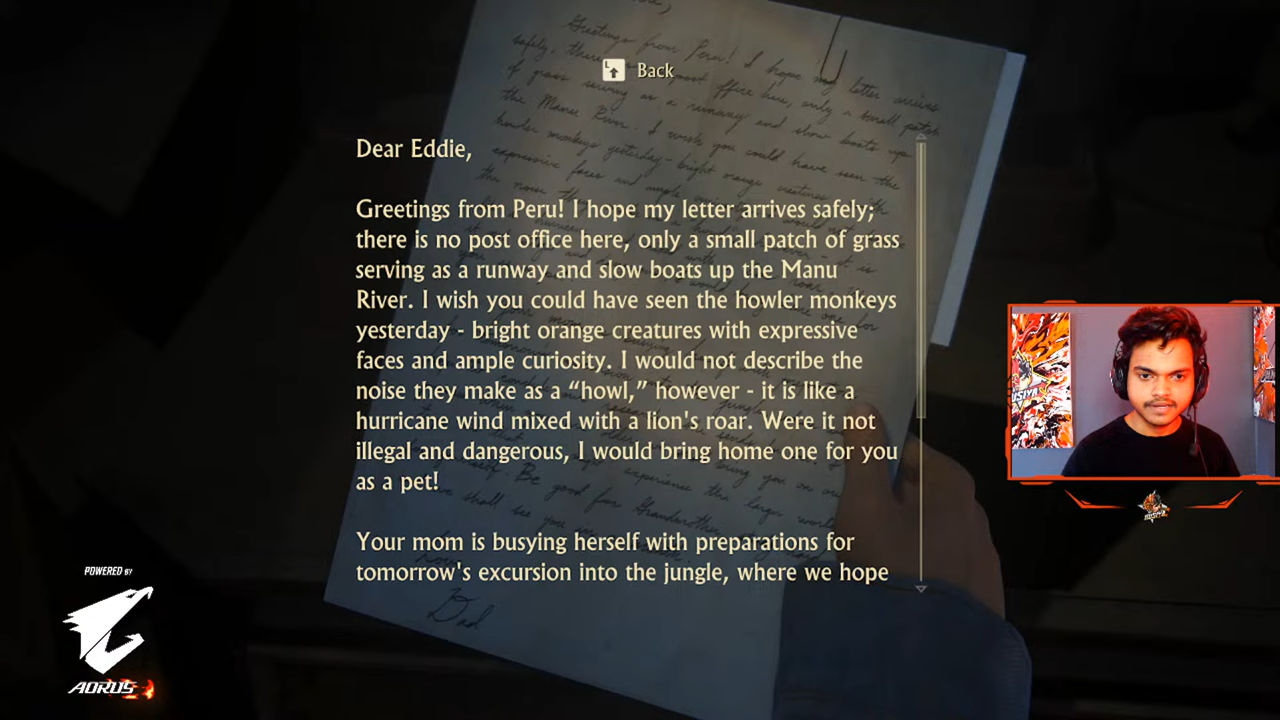 Back
Dear Eddie,
Greetings from Peru! I hope my letter arrives safely;
there is no post office here, only a small patch of grass
serving as a runway and slow boats up the Manu
River. I wish you could have seen the howler monkeys
yesterday - bright orange creatures with expressive
faces and ample curiosity. I would not describe the
noise they make as a “howl,” however - it is like a
hurricane wind mixed with a lion's roar. Were it not
illegal and dangerous, I would bring home one for you
as a pet!
Your mom is busying herself with preparations for
tomorrow's excursion into the jungle, where we hope
Dad
POWERED BY
AORUS